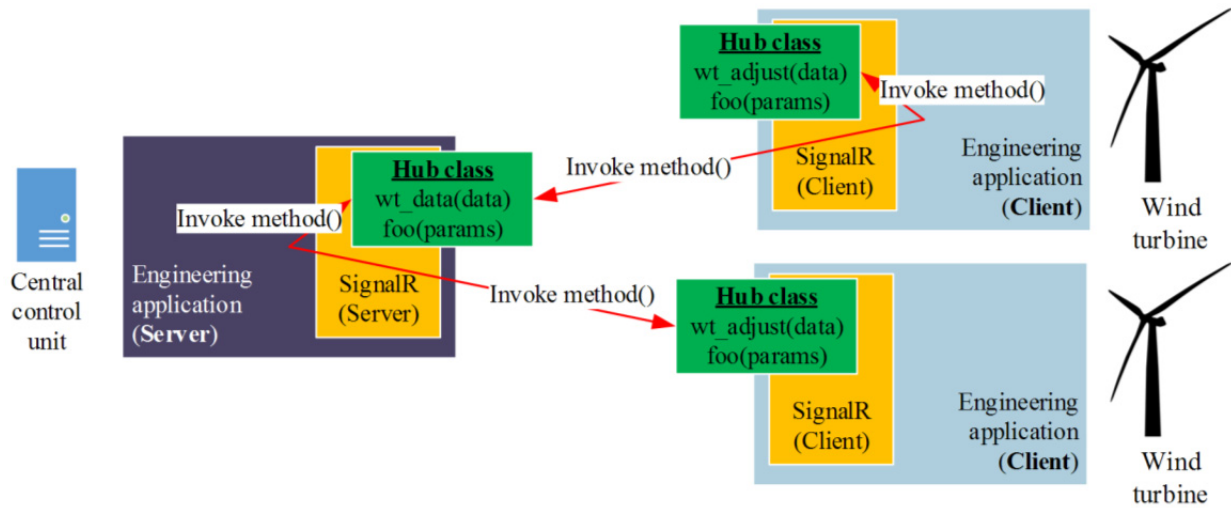 Central
control
unit
Engineering
application
(Server)
SignalR
(Server)
Hub class
wt_data(data)
foo(params)
Invoke method()
Invoke method()
Invoke method()
Hub class
wt_adjust(data)
foo(params)
Invoke method()
SignalR
(Client)
Engineering
application
(Client)
Wind
turbine
Hub class
wt_adjust(data)
foo(params)
SignalR
(Client)
Engineering
application
(Client)
Wind
turbine